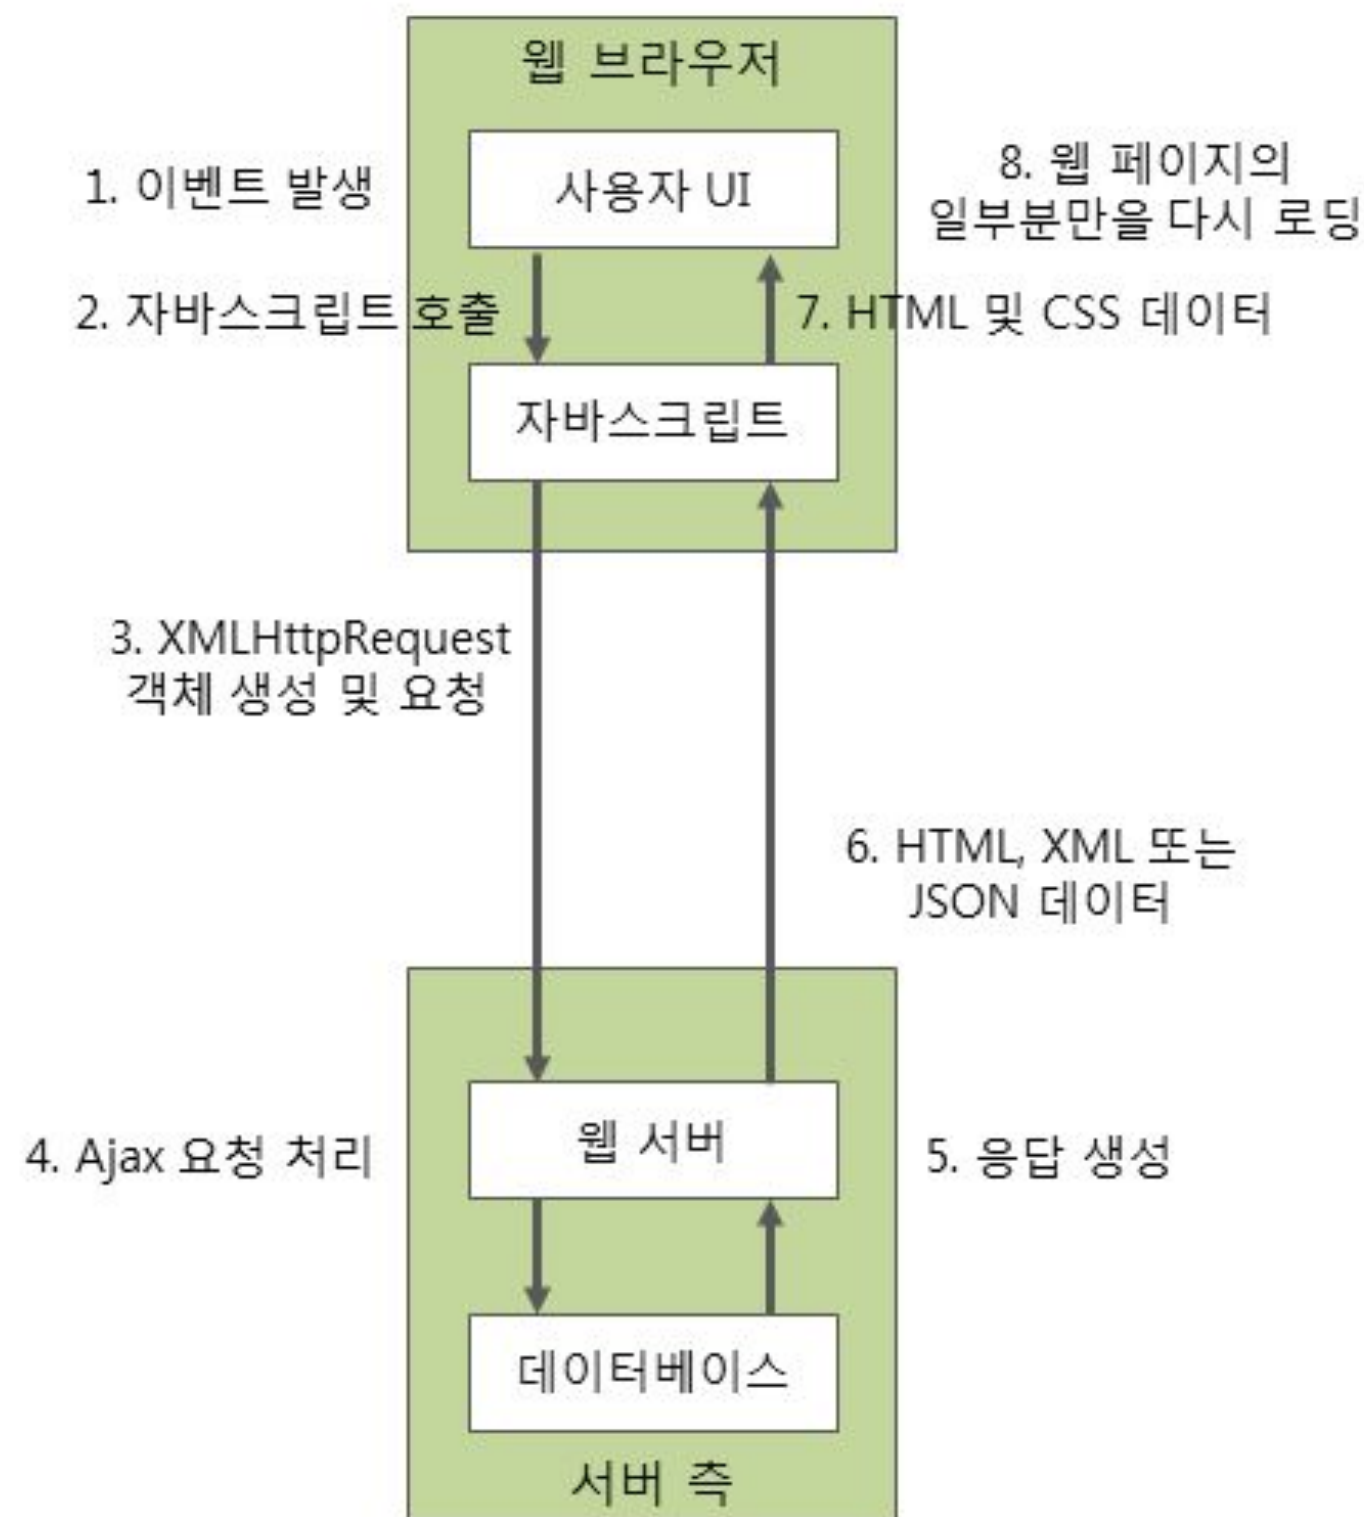 웹 브라우저
사용자 UI
1. 이벤트 발생
8. 웹 페이지의
일부분만을 다시 로딩
2. 자바스크립트 호출
7. HTML 및 CSS 데이터
자바스크립트
3. XMLHttpRequest
객체 생성 및 요청
6. HTML, XML 또는
JSON 데이터
웹 서버
4. Ajax 요청 처리
5. 응답 생성
데이터베이스
서버 측